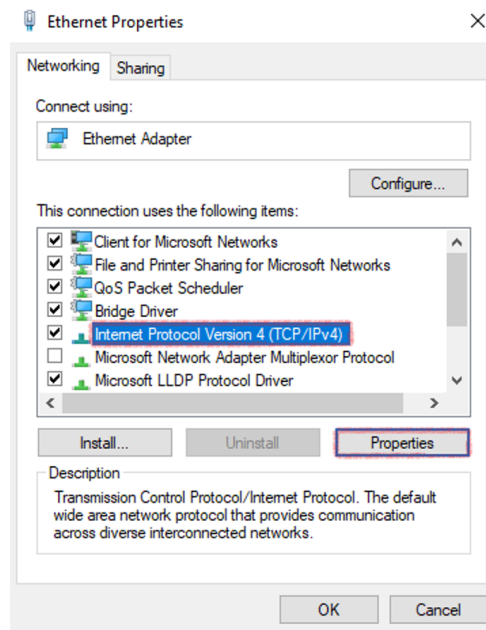 Ethernet Properties
Networking
Sharing
Connect using:
Ethernet Adapter
Configure...
This connection uses the following items:
Client for Microsoft Networks
File and Printer Sharing for Microsoft Networks
QoS Packet Scheduler
Bridge Driver
Internet Protocol Version 4 (TCP/IPv4)
Microsoft Network Adapter Multiplexor Protocol
Microsoft LLDP Protocol Driver
Install...
Uninstall
Properties
Description
Transmission Control Protocol/Internet Protocol. The default
wide area network protocol that provides communication
across diverse interconnected networks.
OK
Cancel